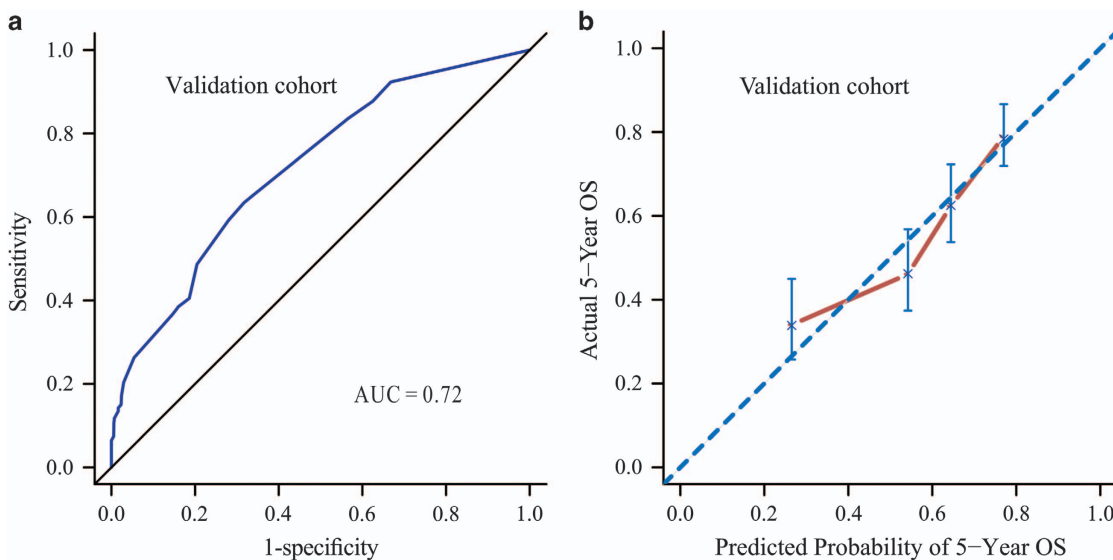 a
Validation cohort
Sensitivity
1.0
0.8
0.6
0.4
0.2
0.0
AUC = 0.72
0.0 0.2 0.4 0.6 0.8 1.0
1-specificity
b
Validation cohort
Actual 5−Year OS
1.0
0.8
0.6
0.4
0.2
0.0
0.0 0.2 0.4 0.6 0.8 1.0
Predicted Probability of 5−Year OS